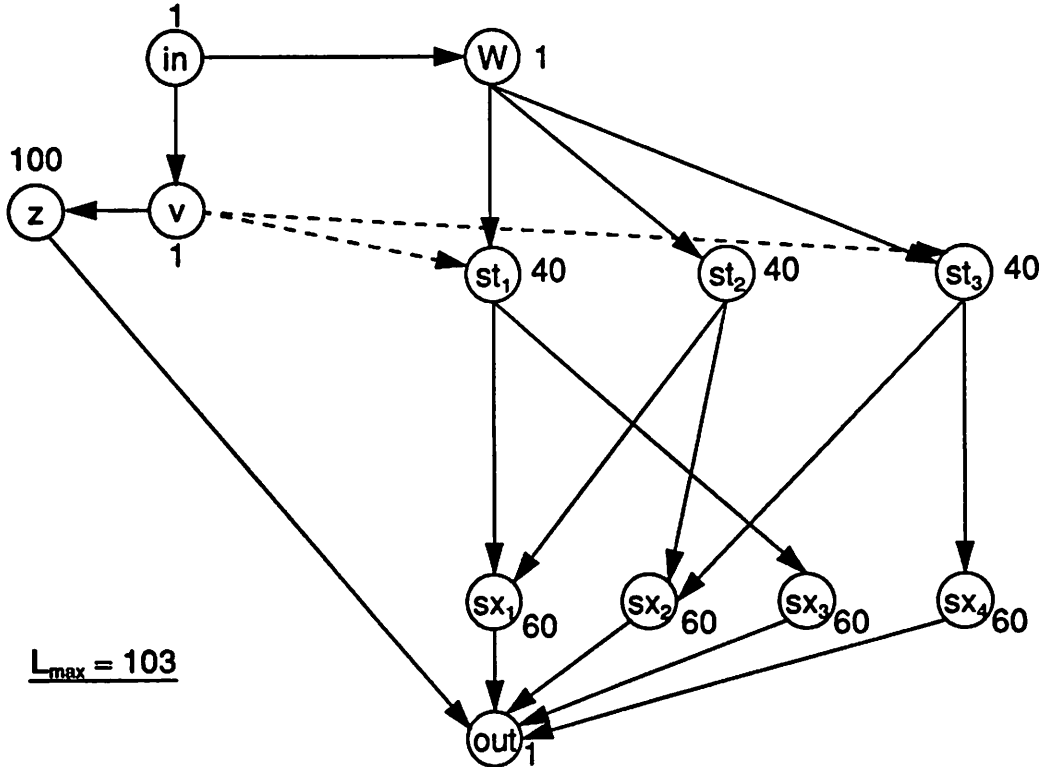 1
in
W 1
100
z
v
1
st₁ 40
st₂ 40
st₃ 40
sx₁ 60
sx₂ 60
sx₃ 60
sx₄ 60
Lmax = 103
out 1